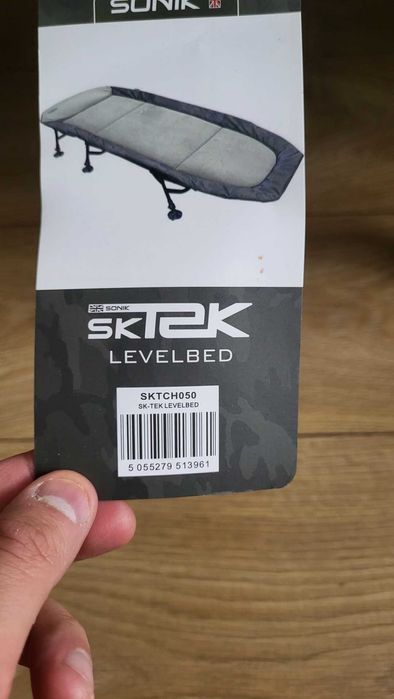 SONIK
SONIK
SKTEK
LEVELBED
SKTCH050
SK-TEK LEVELBED
5 055279 513961